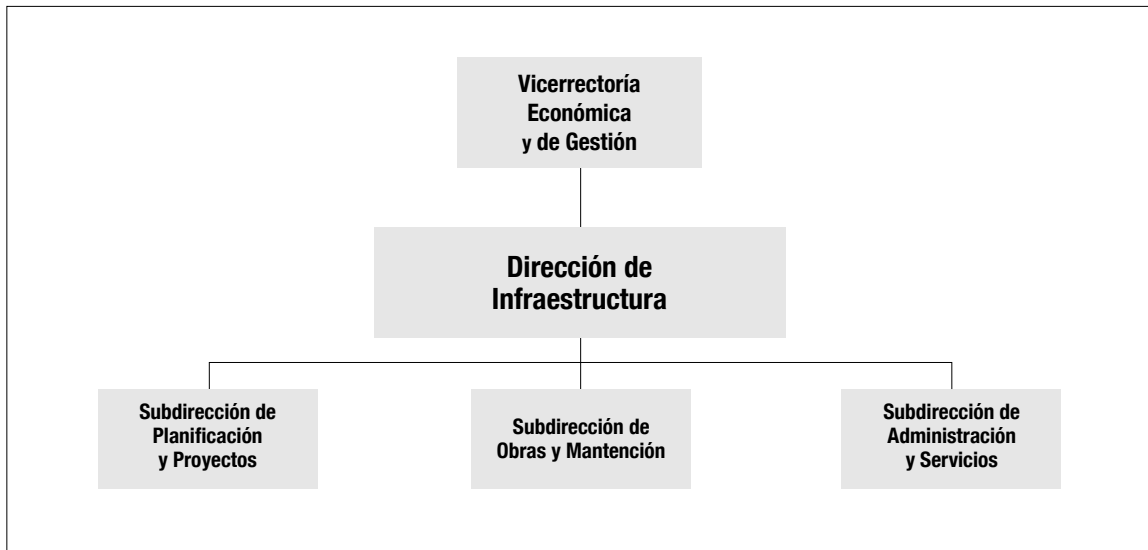 Vicerrectoría
Económica
y de Gestión
Dirección de
Infraestructura
Subdirección de
Planificación
y Proyectos
Subdirección de
Obras y Mantención
Subdirección de
Administración
y Servicios